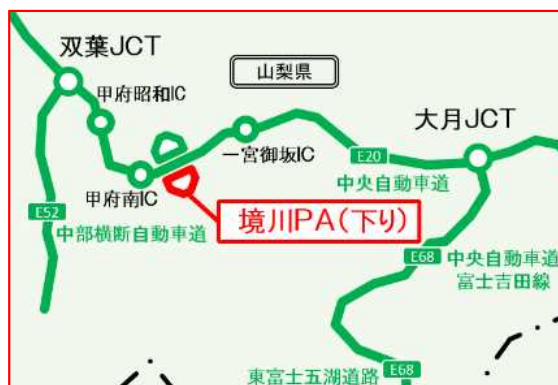 双葉JCT
山梨県
甲府昭和IC
大月JCT
一宮御坂IC
E20
中央自動車道
甲府南IC
E52
境川PA(下り)
中部横断自動車道
E68
中央自動車道
富士吉田線
東富士五湖道路
E68